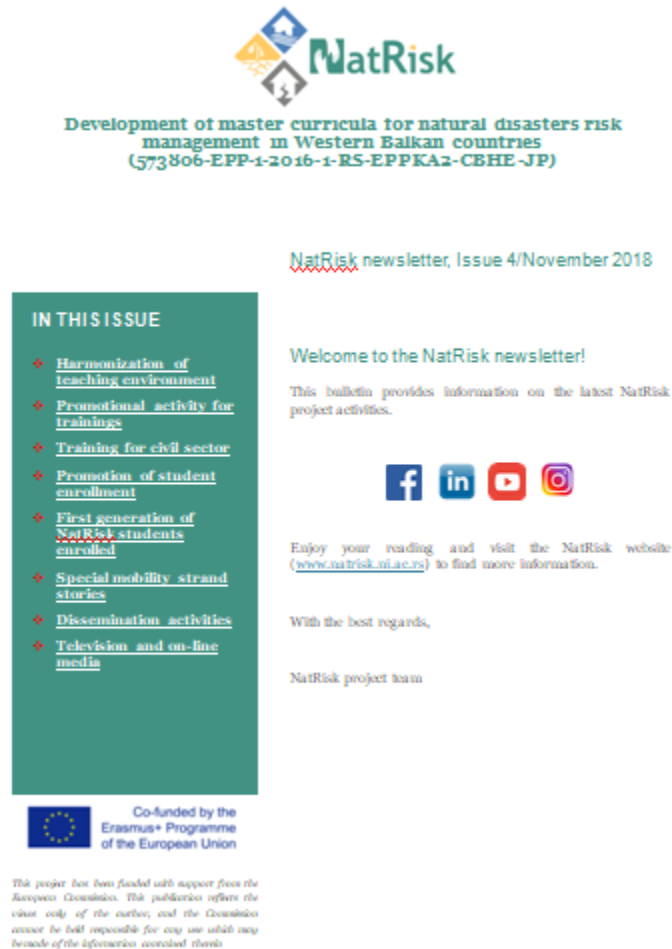 NatRisk
Development of master curricula for natural disasters risk
management in Western Balkan countries
(573806-EPP-1-2016-1-RS-EPPKA2-CBHE-JP)
NatRisk newsletter, Issue 4/November 2018
IN THIS ISSUE
Harmonization of
teaching environment
Promotional activity for
trainings
Training for civil sector
Promotion of student
enrollment
First generation of
NatRisk students
enrolled
Special mobility strand
stories
Dissemination activities
Television and on-line
media
Welcome to the NatRisk newsletter!
This bulletin provides information on the latest NatRisk
project activities.
f in
Enjoy your reading and visit the NatRisk website
(www.natrisk.ni.ac.rs) to find more information.
With the best regards,
NatRisk project team
Co-funded by the
Erasmus+ Programme
of the European Union
This project has been funded with support from the
European Commission. This publication reflects the
views only of the author, and the Commission
cannot be held responsible for any use which may
be made of the information contained therein